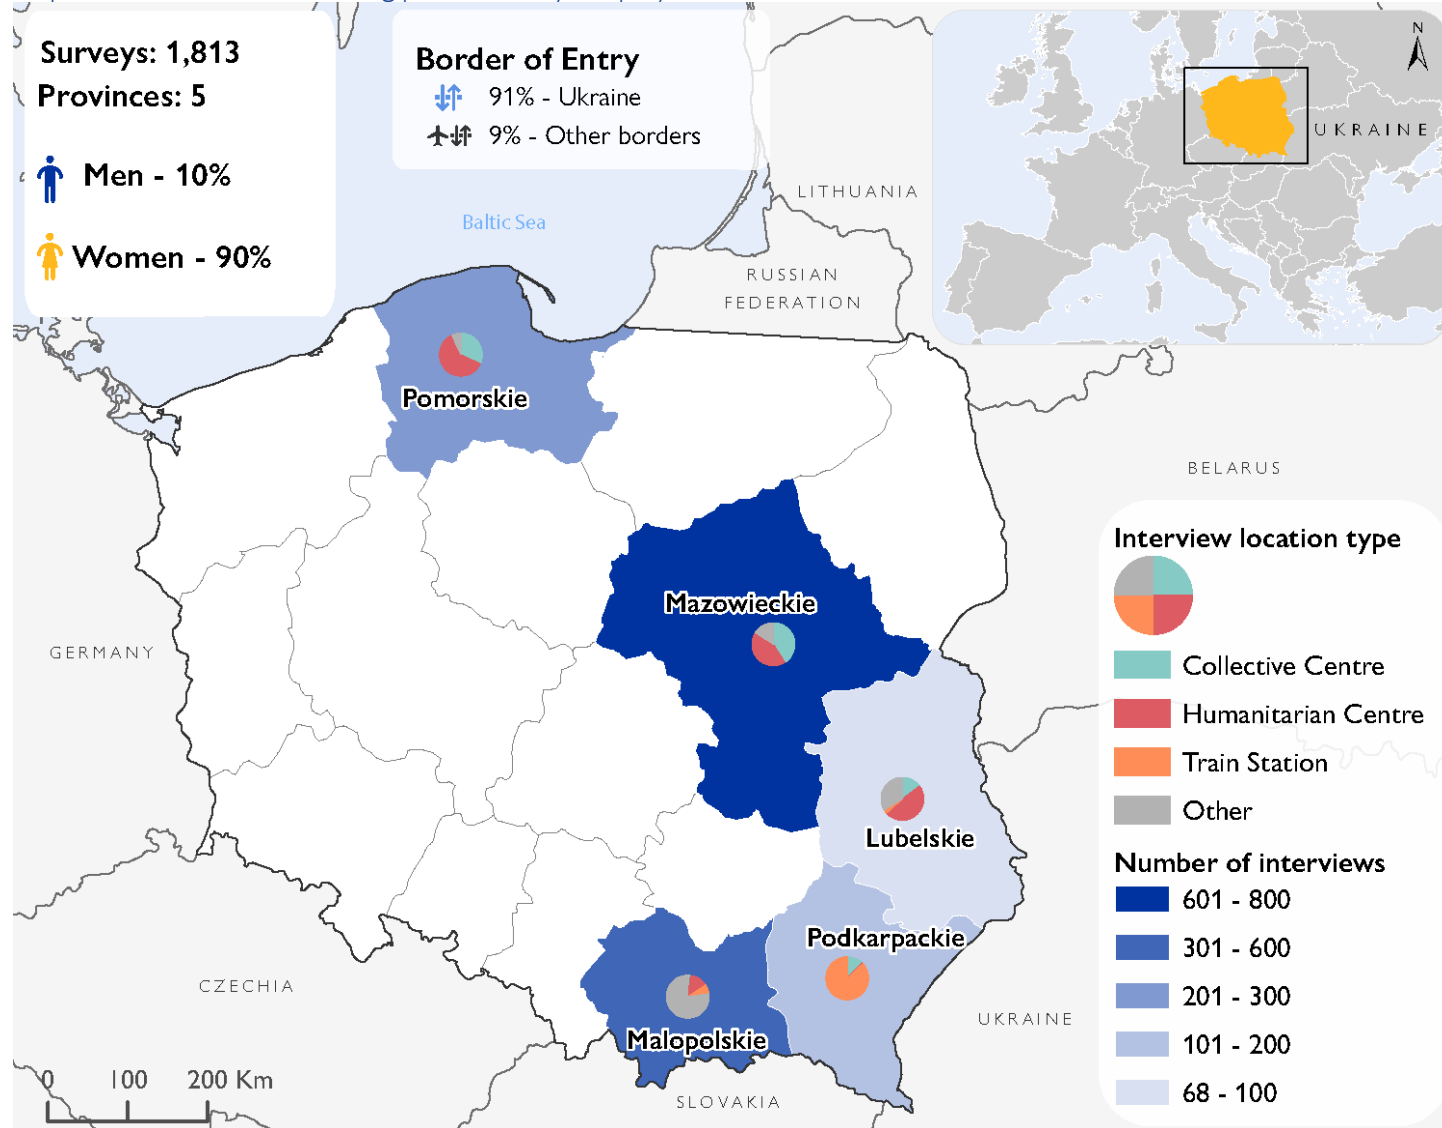 Surveys: 1,813
Provinces: 5
Men - 10%
Women - 90%
Border of Entry
91% - Ukraine
9% - Other borders
N
UKRAINE
LITHUANIA
Baltic Sea
RUSSIAN
FEDERATION
Pomorskie
BELARUS
Mazowieckie
GERMANY
Lubelskie
Podkarpackie
CZECHIA
Malopolskie
UKRAINE
SLOVAKIA
0 100 200 Km
Interview location type
Collective Centre
Humanitarian Centre
Train Station
Other
Number of interviews
601 - 800
301 - 600
201 - 300
101 - 200
68 - 100